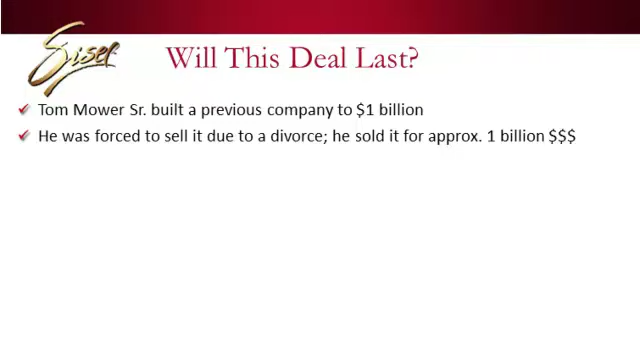 Sisel
Will This Deal Last?
Tom Mower Sr. built a previous company to $1 billion
He was forced to sell it due to a divorce; he sold it for approx. 1 billion $$$